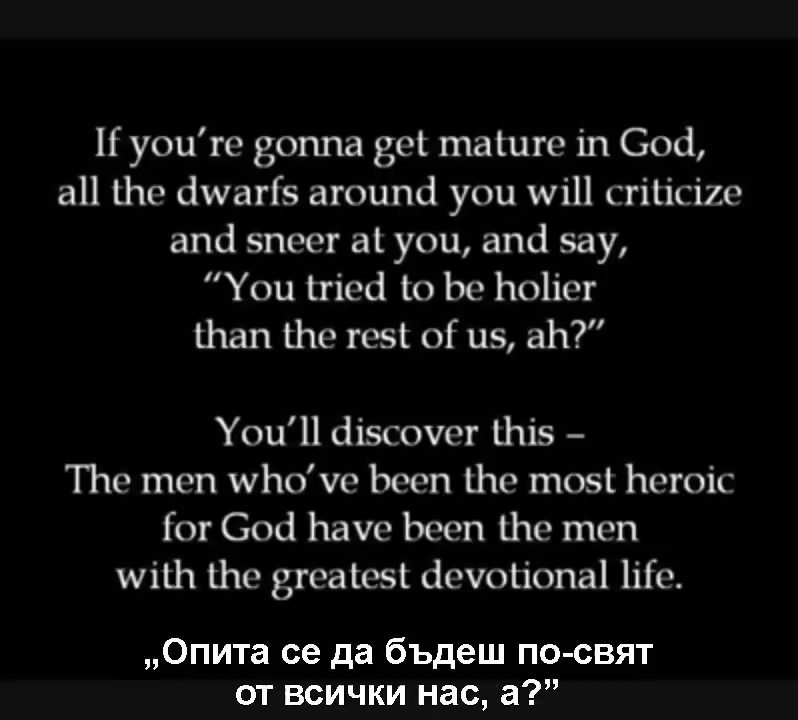 If you're gonna get mature in God,
all the dwarfs around you will criticize
and sneer at you, and say,
“You tried to be holier
than the rest of us, ah?”
You'll discover this –
The men who've been the most heroic
for God have been the men
with the greatest devotional life.
„Опита се да бъдеш по-свят
от всички нас, а?”